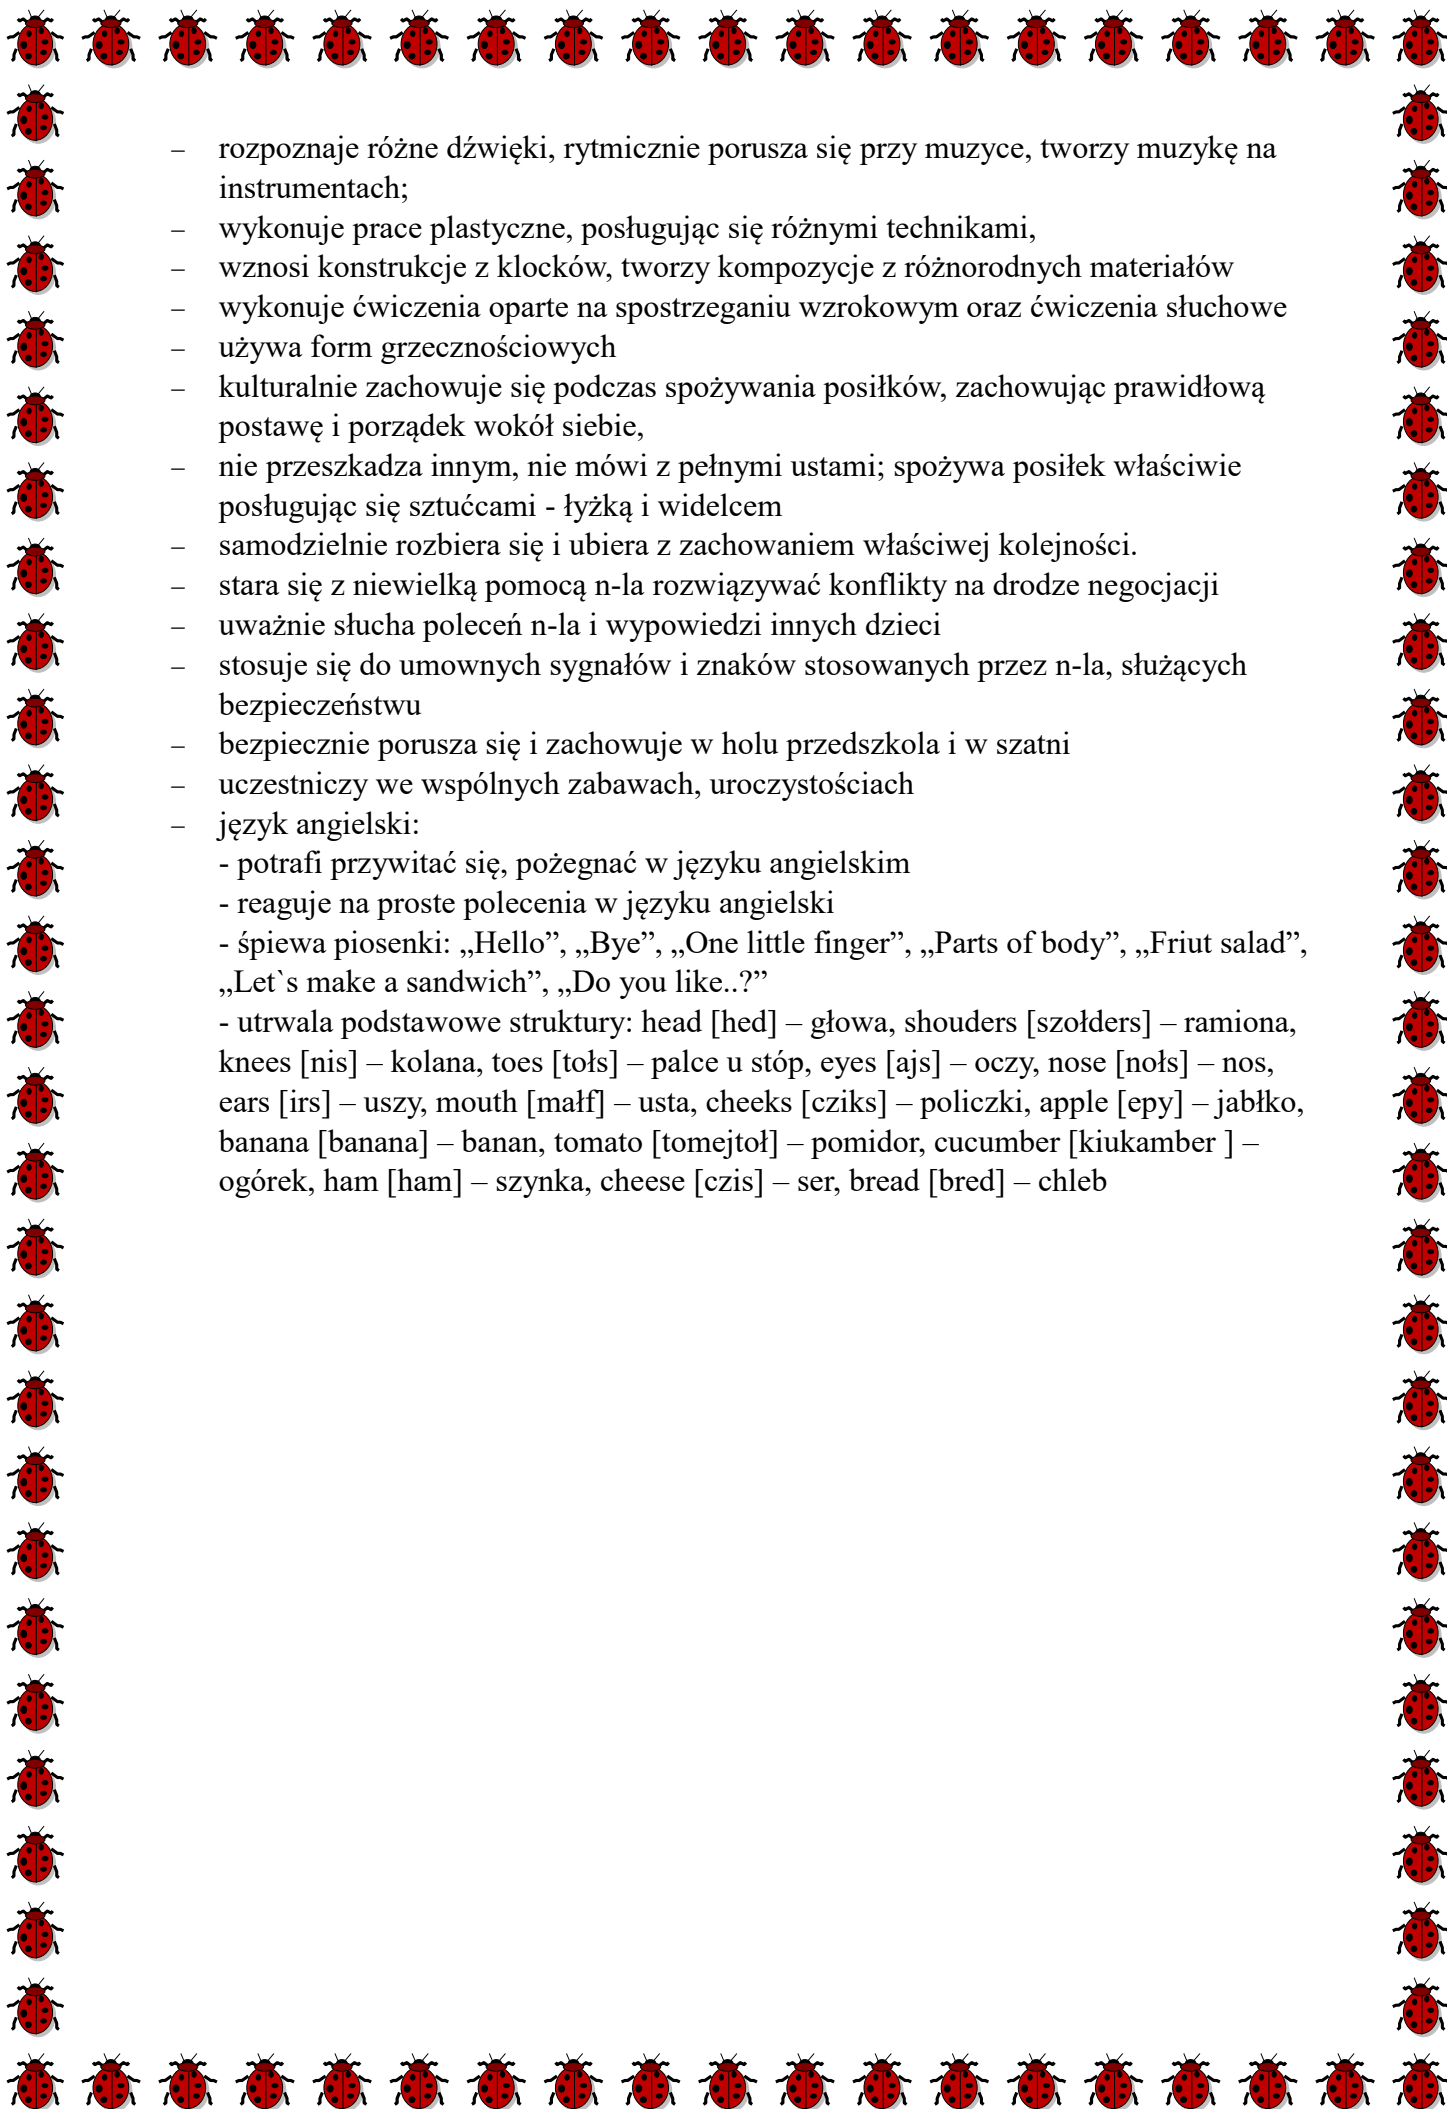 – rozpoznaje różne dźwięki, rytmicznie porusza się przy muzyce, tworzy muzykę na
instrumentach;
– wykonuje prace plastyczne, posługując się różnymi technikami,
– wznosi konstrukcje z klocków, tworzy kompozycje z różnorodnych materiałów
– wykonuje ćwiczenia oparte na spostrzeganiu wzrokowym oraz ćwiczenia słuchowe
– używa form grzecznościowych
– kulturalnie zachowuje się podczas spożywania posiłków, zachowując prawidłową
postawę i porządek wokół siebie,
– nie przeszkadza innym, nie mówi z pełnymi ustami; spożywa posiłek właściwie
posługując się sztućcami - łyżką i widelcem
– samodzielnie rozbiera się i ubiera z zachowaniem właściwej kolejności.
– stara się z niewielką pomocą n-la rozwiązywać konflikty na drodze negocjacji
– uważnie słucha poleceń n-la i wypowiedzi innych dzieci
– stosuje się do umownych sygnałów i znaków stosowanych przez n-la, służących
bezpieczeństwu
– bezpiecznie porusza się i zachowuje w holu przedszkola i w szatni
– uczestniczy we wspólnych zabawach, uroczystościach
– język angielski:
- potrafi przywitać się, pożegnać w języku angielskim
- reaguje na proste polecenia w języku angielski
- śpiewa piosenki: „Hello”, „Bye”, „One little finger”, „Parts of body”, „Friut salad”,
„Let`s make a sandwich”, „Do you like..?”
- utrwala podstawowe struktury: head [hed] – głowa, shouders [szołders] – ramiona,
knees [nis] – kolana, toes [tołs] – palce u stóp, eyes [ajs] – oczy, nose [nołs] – nos,
ears [irs] – uszy, mouth [małf] – usta, cheeks [cziks] – policzki, apple [epy] – jabłko,
banana [banana] – banan, tomato [tomejtoł] – pomidor, cucumber [kiukamber ] –
ogórek, ham [ham] – szynka, cheese [czis] – ser, bread [bred] – chleb